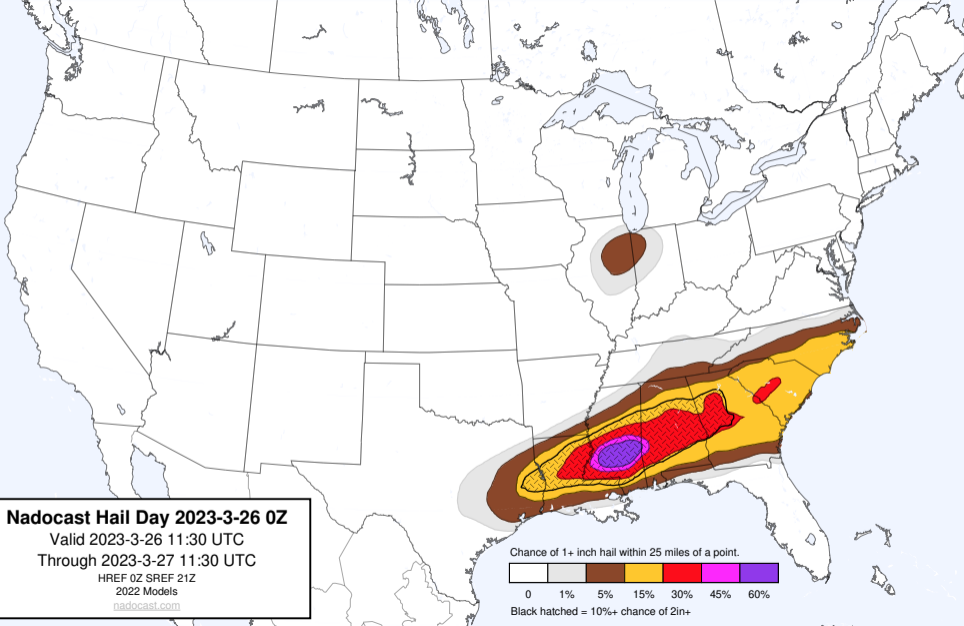 Nadocast Hail Day 2023-3-26 0Z
Valid 2023-3-26 11:30 UTC
Through 2023-3-27 11:30 UTC
HREF 0Z SREF 21Z
2022 Models
nadocast.com
Chance of 1+ inch hail within 25 miles of a point.
0 1% 5% 15% 30% 45% 60%
Black hatched = 10%+ chance of 2in+